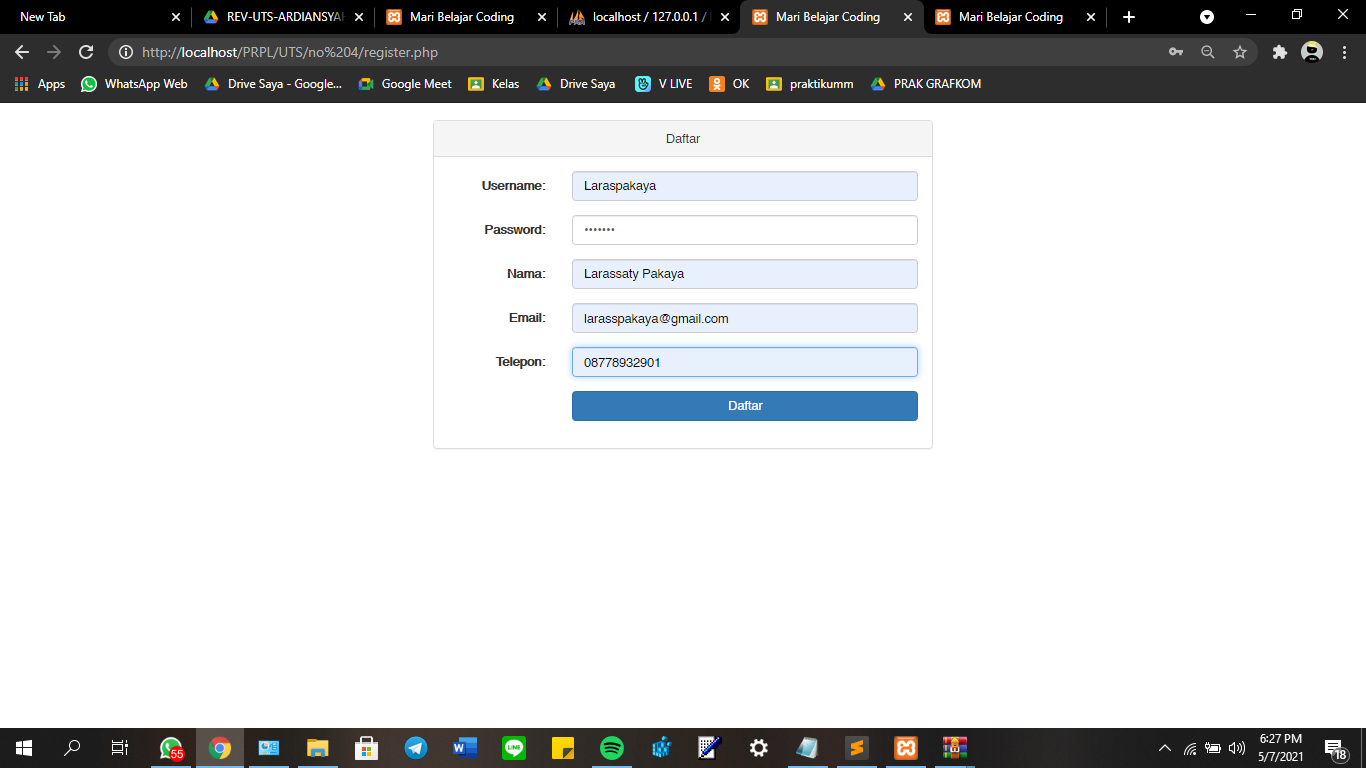 New Tab
REV-UTS-ARDIANSYAH
Mari Belajar Coding
localhost / 127.0.0.1 /
Mari Belajar Coding
Mari Belajar Coding
http://localhost/PRPL/UTS/no%204/register.php
Apps
WhatsApp Web
Drive Saya - Google...
Google Meet
Kelas
Drive Saya
V LIVE
OK
praktikumm
PRAK GRAFKOM
Daftar
Username: Laraspakaya
Password: •••••••
Nama: Larassaty Pakaya
Email: larasspakaya@gmail.com
Telepon: 08778932901
Daftar
55
LINE
6:27 PM
5/7/2021
18